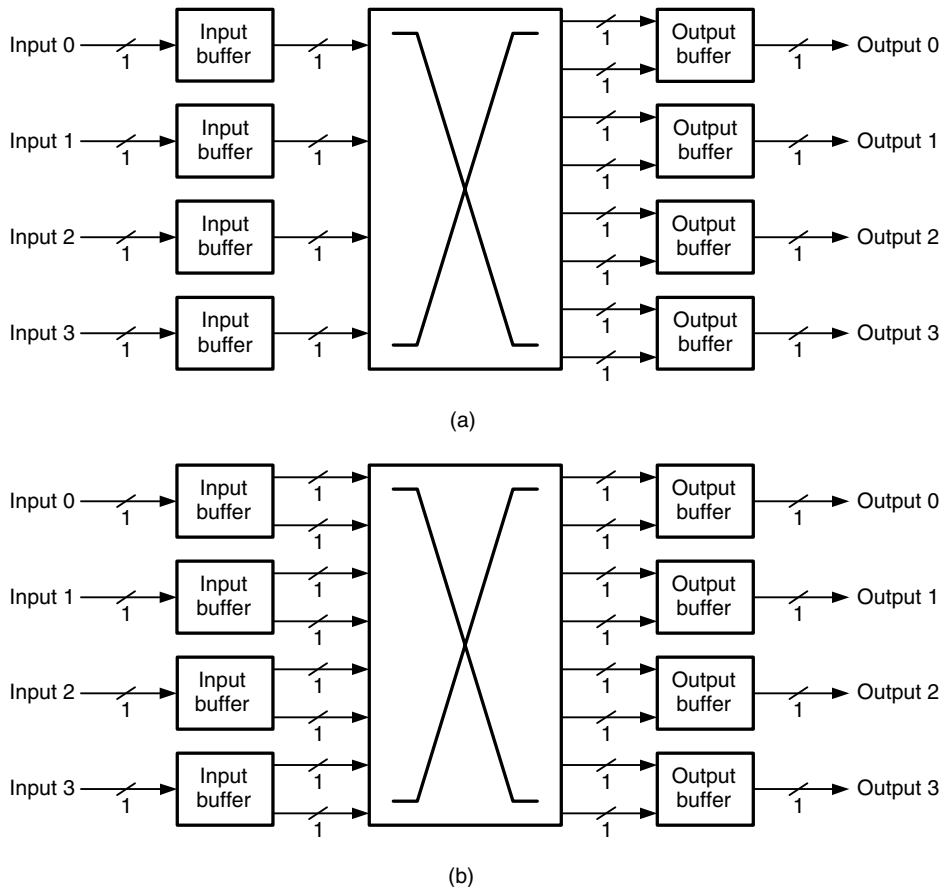 Input 0
1
Input
buffer
1
1
1
Output
buffer
1
Output 0
Input 1
1
Input
buffer
1
1
1
Output
buffer
1
Output 1
Input 2
1
Input
buffer
1
1
1
Output
buffer
1
Output 2
Input 3
1
Input
buffer
1
1
1
Output
buffer
1
Output 3
(a)
Input 0
1
Input
buffer
1
1
1
1
Output
buffer
1
Output 0
Input 1
1
Input
buffer
1
1
1
1
Output
buffer
1
Output 1
Input 2
1
Input
buffer
1
1
1
1
Output
buffer
1
Output 2
Input 3
1
Input
buffer
1
1
1
1
Output
buffer
1
Output 3
(b)